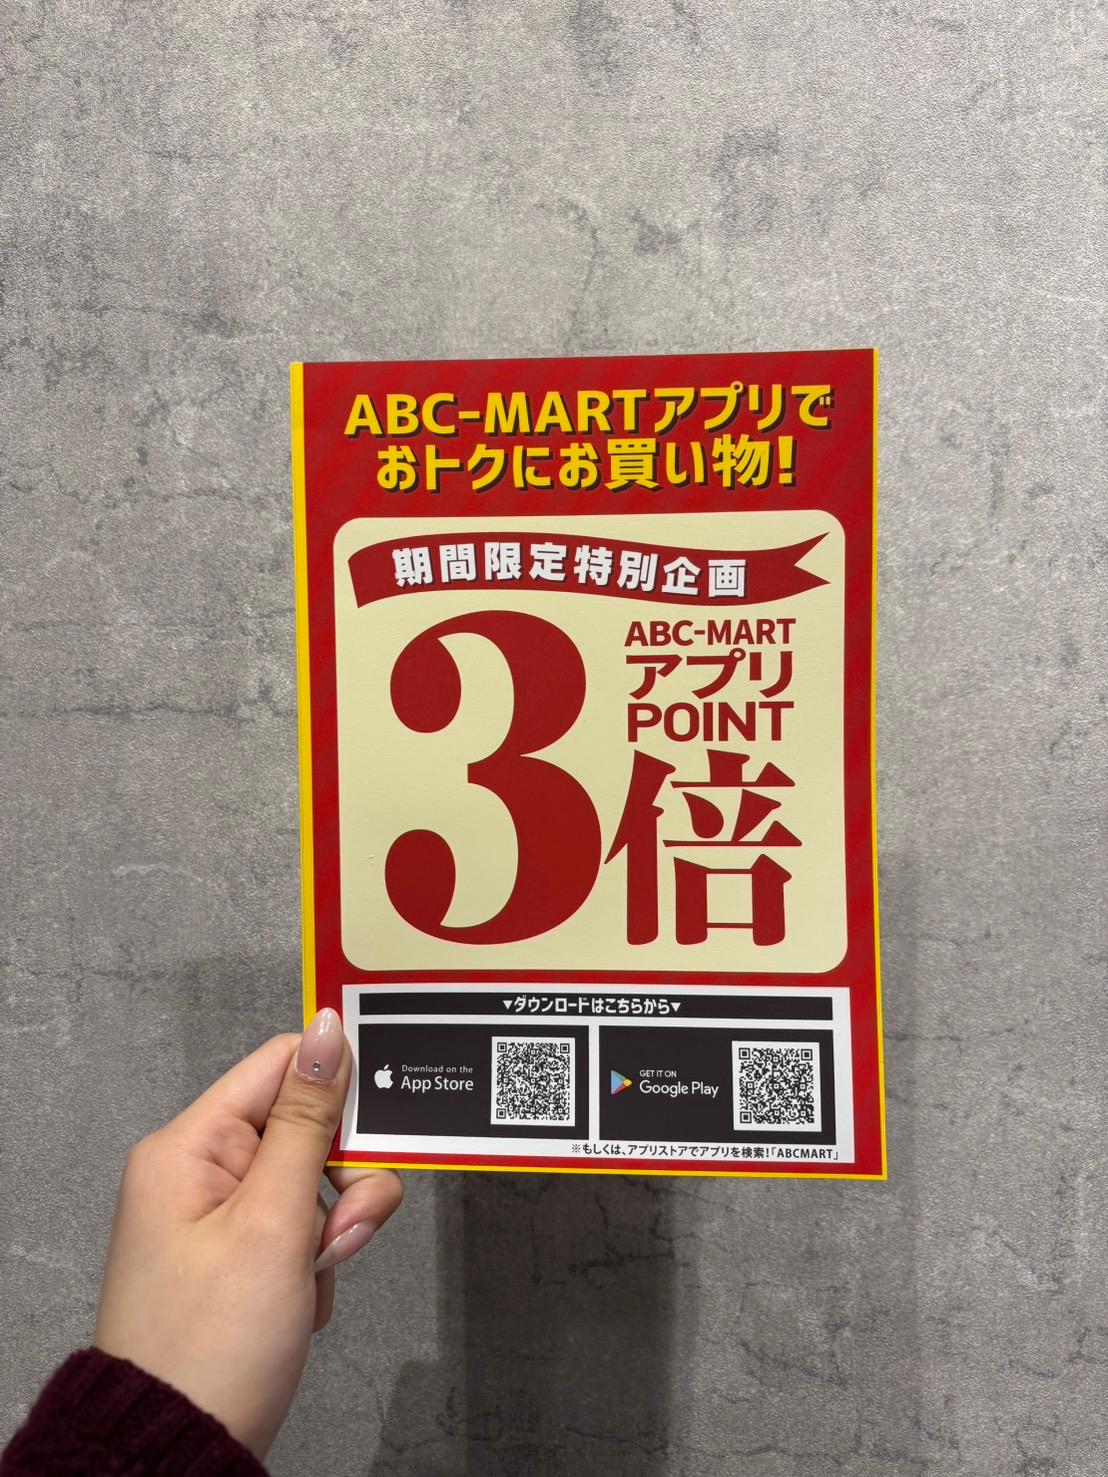 ABC-MARTアプリで
おトクにお買い物!
期間限定特別企画
3倍
ABC-MART
アプリ
POINT
▼ダウンロードはこちらから▼
Download on the
App Store
GET IT ON
Google Play
※もしくは、アプリストアでアプリを検索!「ABCMART」